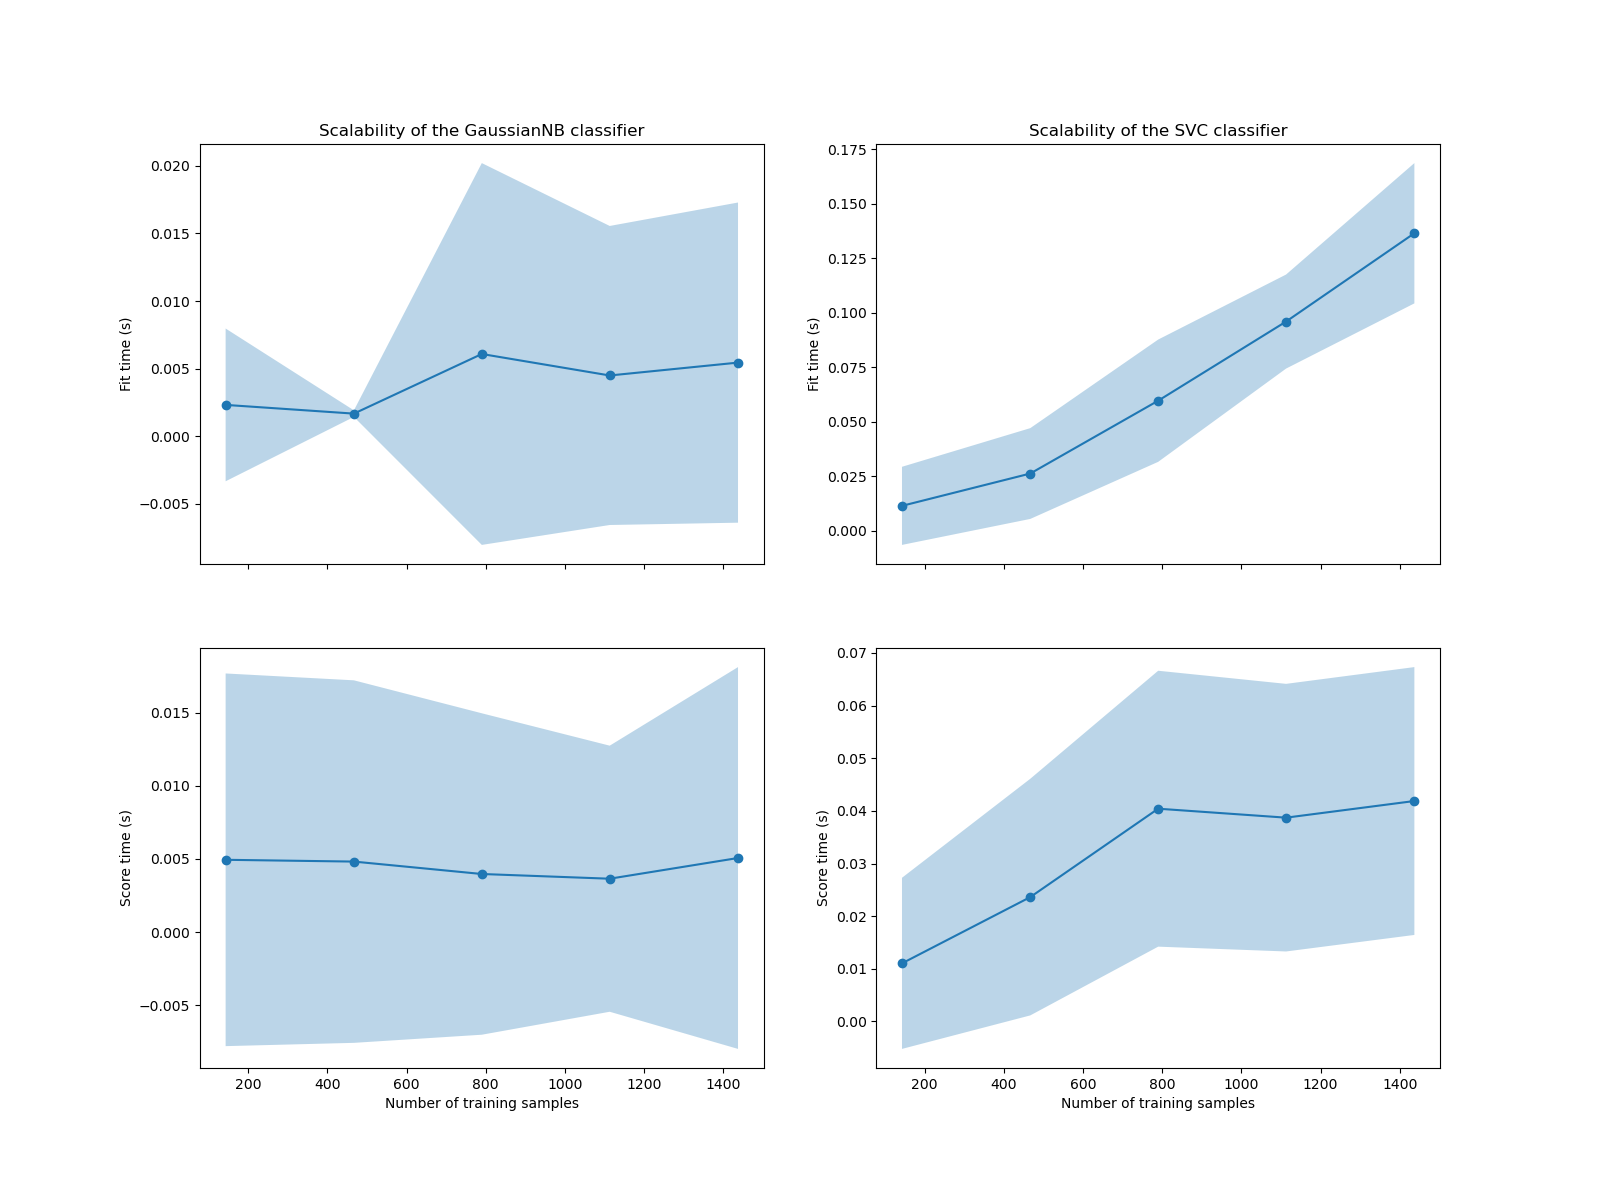 Scalability of the GaussianNB classifier
0.020
0.015
0.010
0.005
0.000
−0.005
Fit time (s)
Scalability of the SVC classifier
0.175
0.150
0.125
0.100
0.075
0.050
0.025
0.000
Fit time (s)
0.015
0.010
0.005
0.000
−0.005
Score time (s)
200 400 600 800 1000 1200 1400
Number of training samples
0.07
0.06
0.05
0.04
0.03
0.02
0.01
0.00
Score time (s)
200 400 600 800 1000 1200 1400
Number of training samples